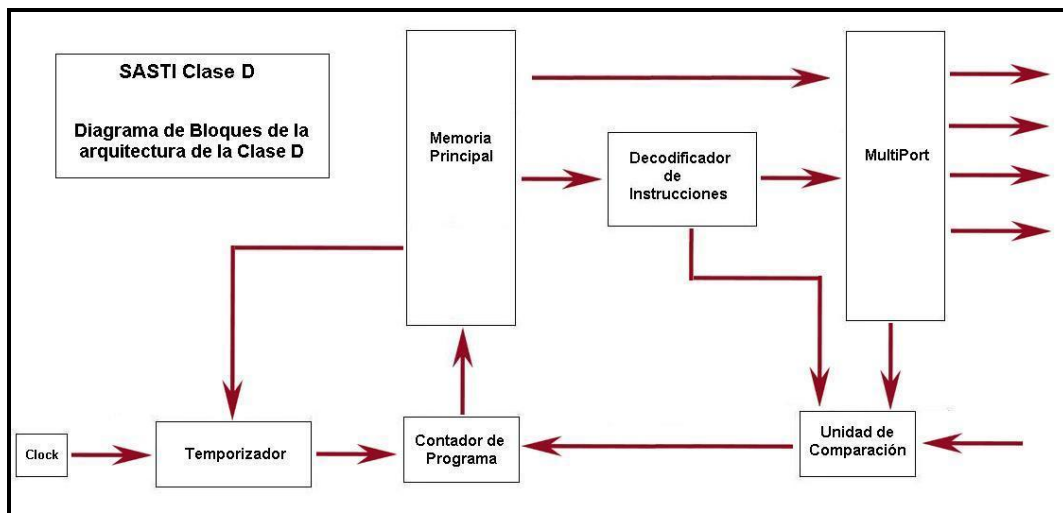 SASTI Clase D
Diagrama de Bloques de la
arquitectura de la Clase D
Memoria
Principal
Decodificador
de
Instrucciones
MultiPort
Clock
Temporizador
Contador de
Programa
Unidad de
Comparación